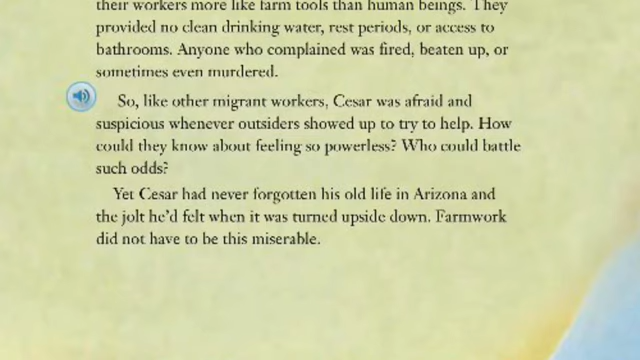 their workers more like farm tools than human beings. They
provided no clean drinking water, rest periods, or access to
bathrooms. Anyone who complained was fired, beaten up, or
sometimes even murdered.
So, like other migrant workers, Cesar was afraid and
suspicious whenever outsiders showed up to try to help. How
could they know about feeling so powerless? Who could battle
such odds?
Yet Cesar had never forgotten his old life in Arizona and
the jolt he'd felt when it was turned upside down. Farmwork
did not have to be this miserable.